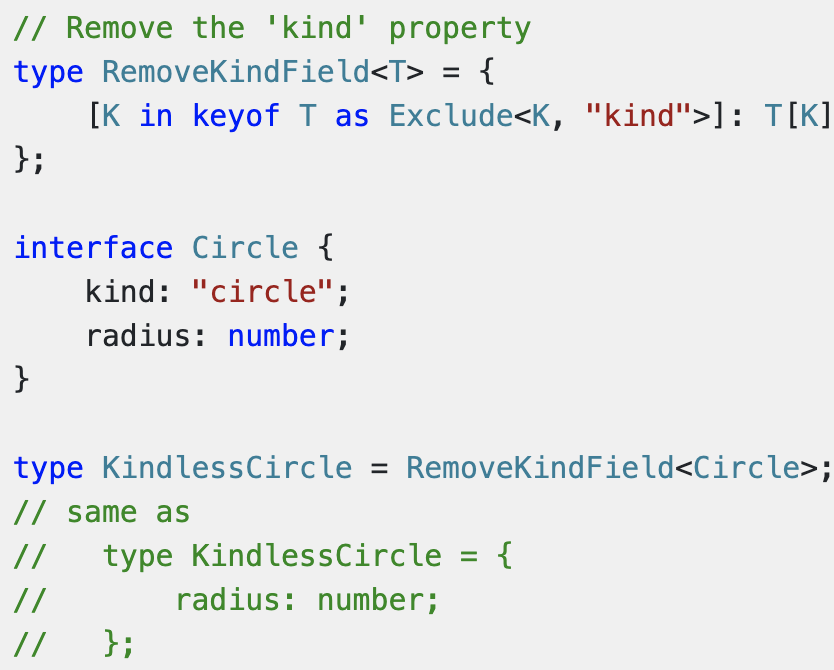 // Remove the 'kind' property
type RemoveKindField<T> = {
    [K in keyof T as Exclude<K, "kind">]: T[K]
};

interface Circle {
    kind: "circle";
    radius: number;
}

type KindlessCircle = RemoveKindField<Circle>;
// same as
//   type KindlessCircle = {
//       radius: number;
//   };